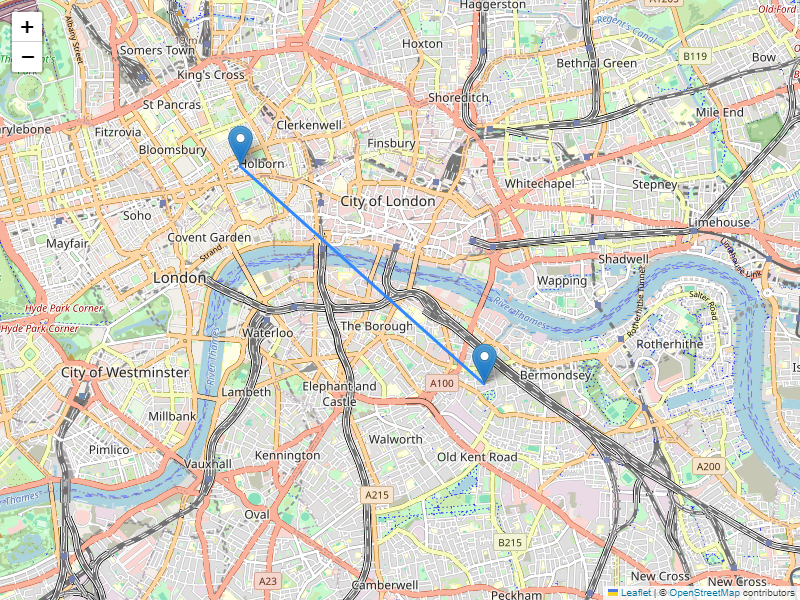 Haggerston
+
Albany Street
Somers Town
Hoxton
Regent's Canal
Old-Ford
B119
Bow
−
King's Cross
Bethnal Green
St Pancras
Shoreditch
Mile End
Clerkenwell
arylebone
Fitzrovia
Bloomsbury
Finsbury
Holborn
Whitechapel
Stepney
City of London
Soho
Limehouse
Covent Garden
Mayfair
Strand
Limehouse Link
Shadwell
London
Wapping
Rotherhithe Tunnel
Salter Road
Hyde Park Corner
River Thames
Hyde Park Corner
The Borough
Waterloo
Rotherhithe
River Thames
City of Westminster
Bermondsey
A100
Elephant and
Castle
Lambeth
Millbank
Walworth
Pimlico
Kennington
Old Kent Road
Vauxhall
A200
Thames
A215
Oval
B215
A23
Camberwell
New Cross
New Cross
Peckham
Leaflet | © OpenStreetMap contributors